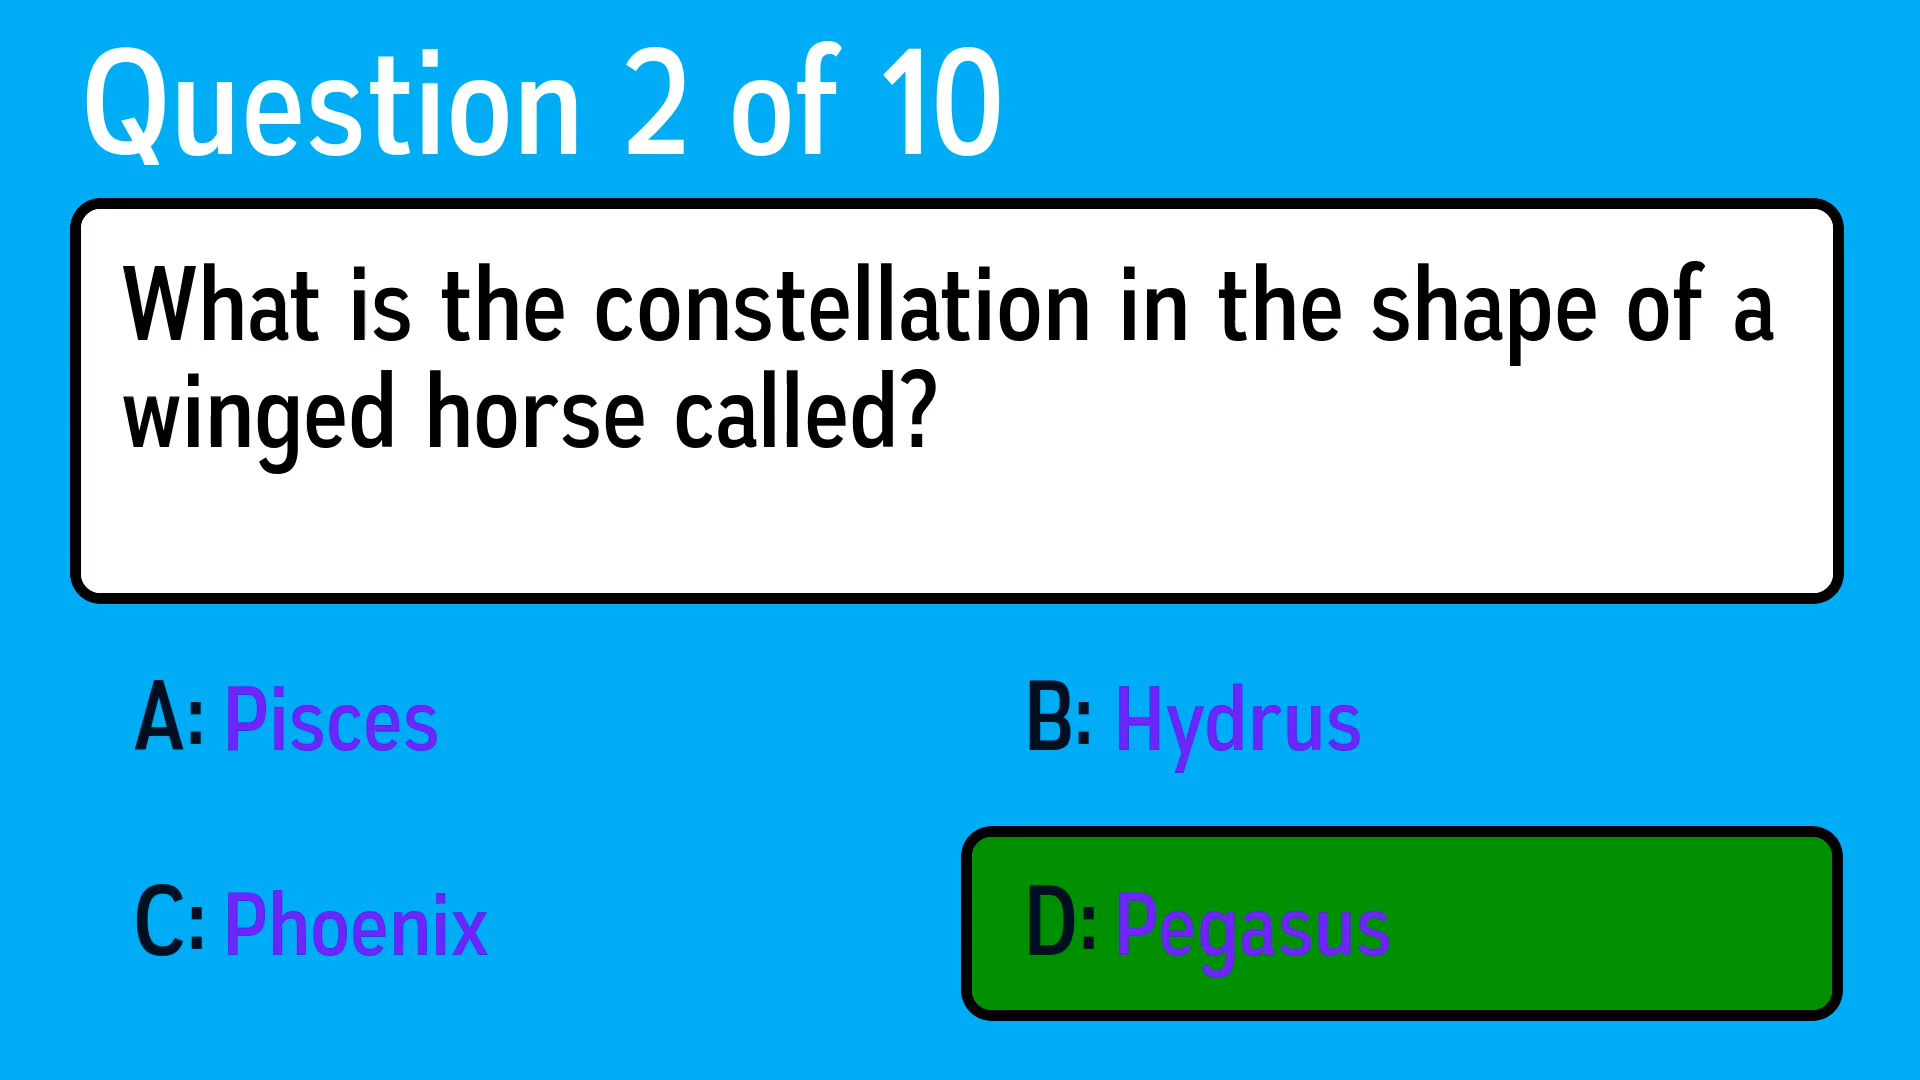 Question 2 of 10
What is the constellation in the shape of a
winged horse called?
A: Pisces
B: Hydrus
C: Phoenix
D: Pegasus